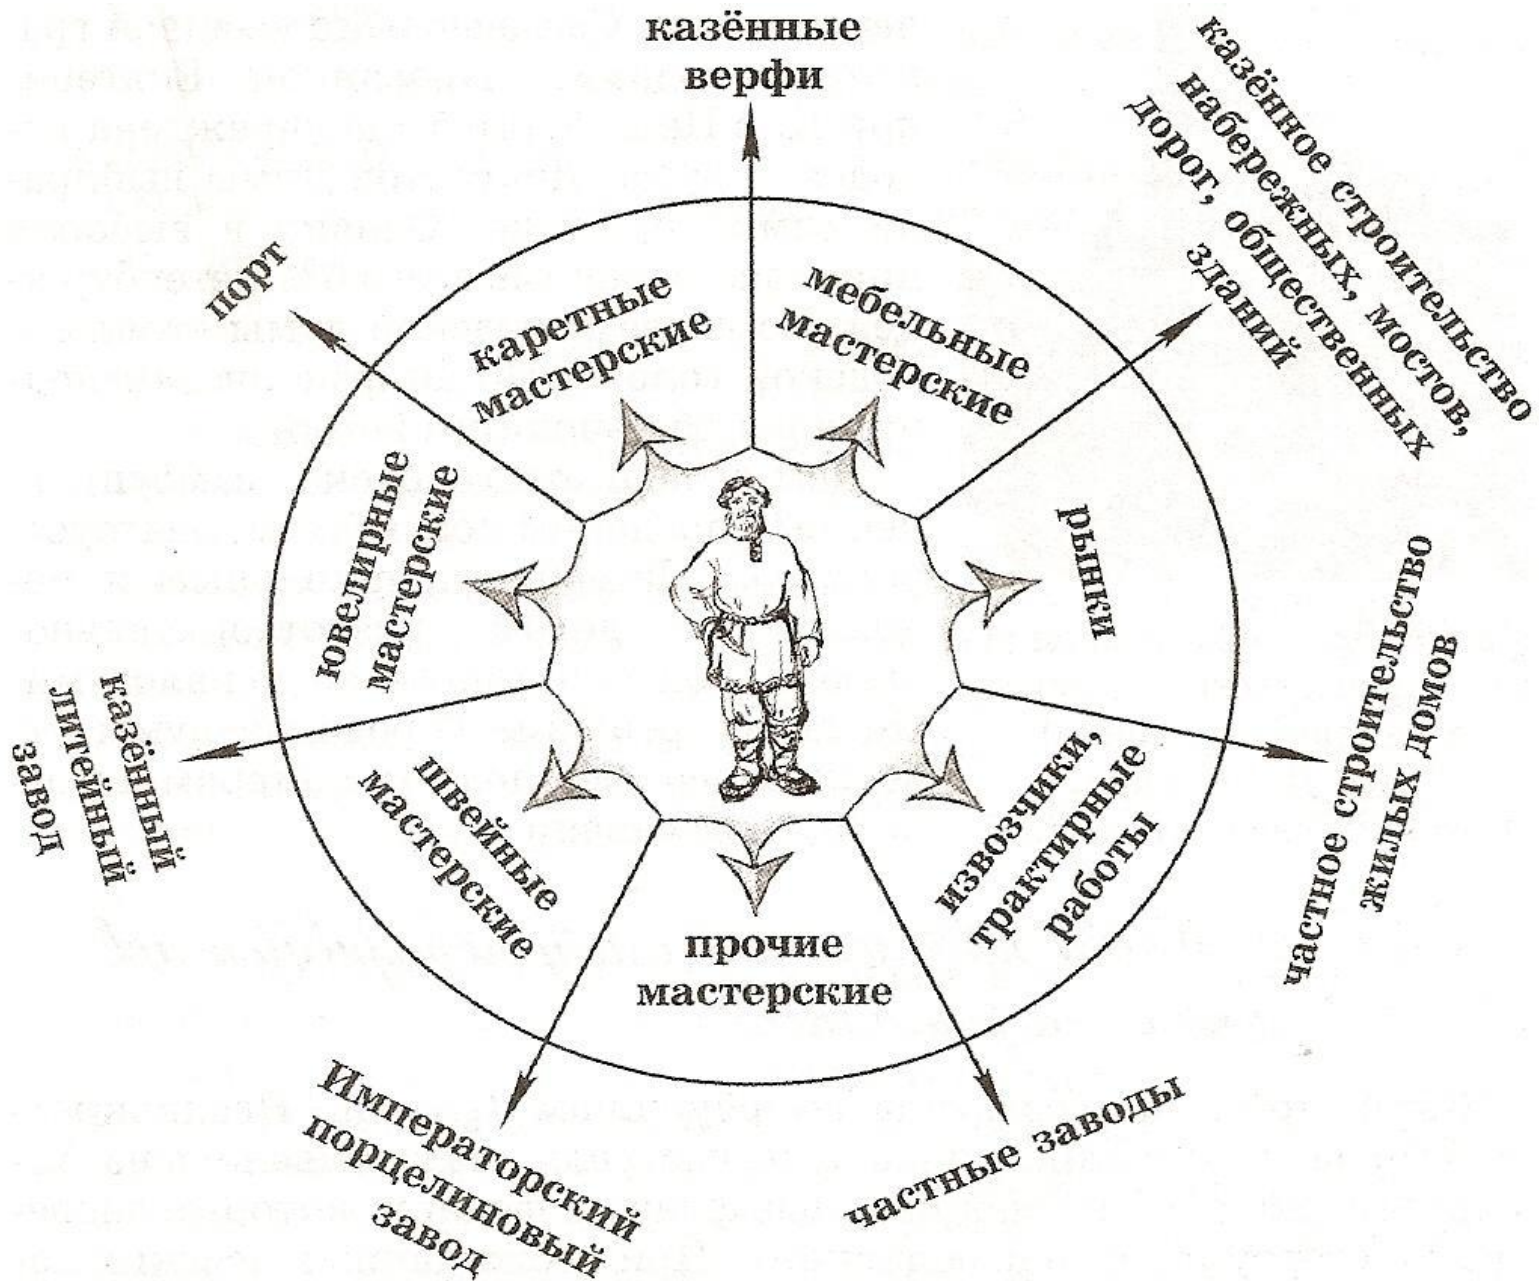 казённые
верфи
казённое строительство
набережных, мостов,
дорог, общественных
зданий
порт
каретные
мастерские
мебельные
мастерские
ювелирные
мастерские
рынки
частное строительство
жилых домов
казённый
литейный
завод
швейные
мастерские
извозчики,
трактирные
работы
прочие
мастерские
Императорский
порцелиновый
завод
частные заводы